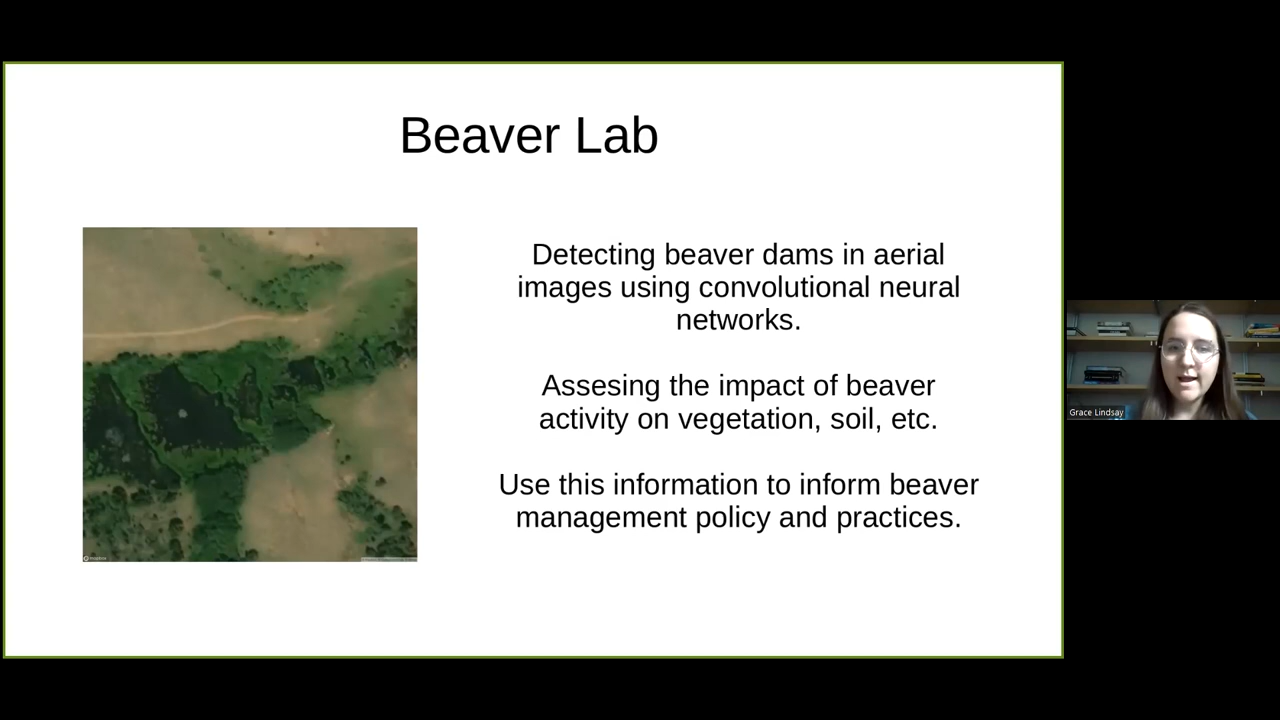 Beaver Lab
Detecting beaver dams in aerial
images using convolutional neural
networks.
Assesing the impact of beaver
activity on vegetation, soil, etc.
Use this information to inform beaver
management policy and practices.
Grace Lindsay